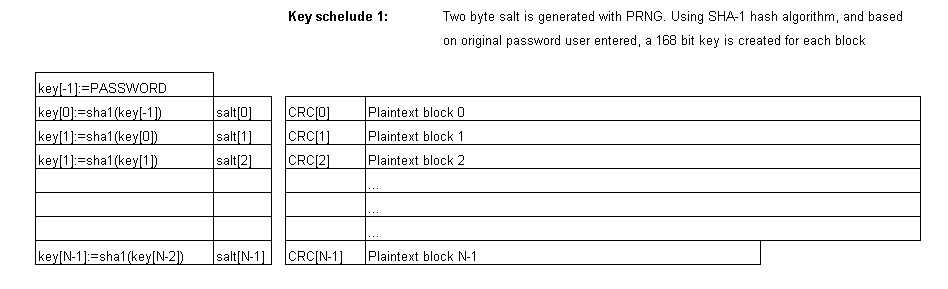 Key schelude 1: Two byte salt is generated with PRNG. Using SHA-1 hash algorithm, and based
on original password user entered, a 168 bit key is created for each block
key[-1]:=PASSWORD
key[0]:=sha1(key[-1]) salt[0] CRC[0] Plaintext block 0
key[1]:=sha1(key[0]) salt[1] CRC[1] Plaintext block 1
key[1]:=sha1(key[1]) salt[2] CRC[2] Plaintext block 2
...
...
...
key[N-1]:=sha1(key[N-2]) salt[N-1] CRC[N-1] Plaintext block N-1